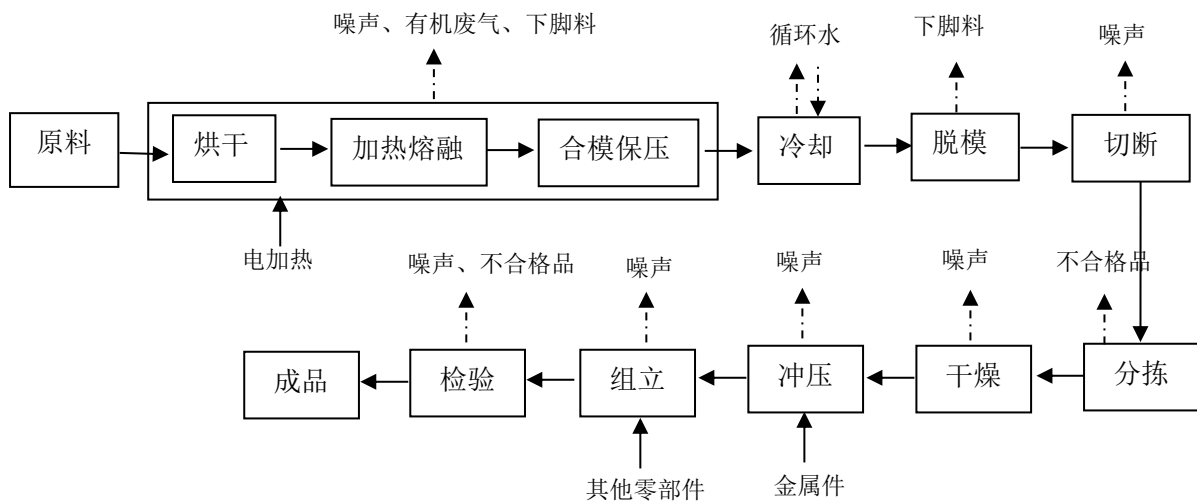 噪声、有机废气、下脚料
循环水
下脚料
噪声
原料
烘干
加热熔融
合模保压
冷却
脱模
切断
电加热
噪声、不合格品
噪声
噪声
噪声
不合格品
成品
检验
组立
冲压
干燥
分拣
其他零部件
金属件